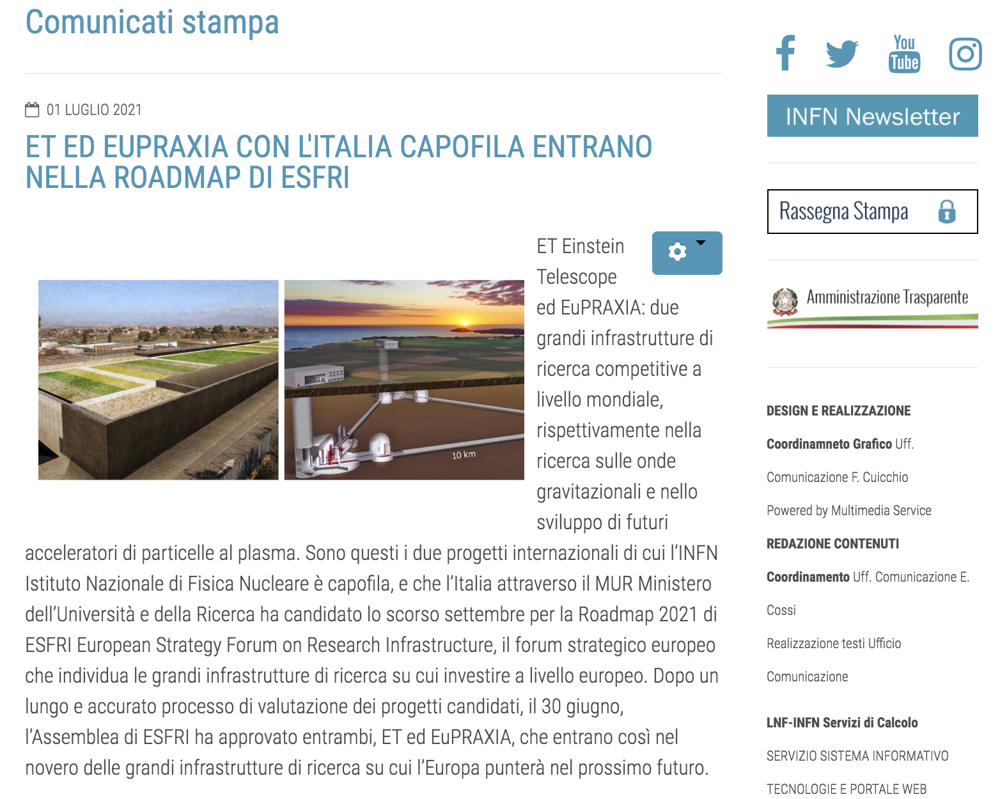 Comunicati stampa
01 LUGLIO 2021
ET ED EUPRAXIA CON L'ITALIA CAPOFILA ENTRANO
NELLA ROADMAP DI ESFRI
ET Einstein
Telescope
ed EuPRAXIA: due
grandi infrastrutture di
ricerca competitive a
livello mondiale,
rispettivamente nella
ricerca sulle onde
gravitazionali e nello
sviluppo di futuri
10 km
acceleratori di particelle al plasma. Sono questi i due progetti internazionali di cui l’INFN
Istituto Nazionale di Fisica Nucleare è capofila, e che l’Italia attraverso il MUR Ministero
dell’Università e della Ricerca ha candidato lo scorso settembre per la Roadmap 2021 di
ESFRI European Strategy Forum on Research Infrastructure, il forum strategico europeo
che individua le grandi infrastrutture di ricerca su cui investire a livello europeo. Dopo un
lungo e accurato processo di valutazione dei progetti candidati, il 30 giugno,
l’Assemblea di ESFRI ha approvato entrambi, ET ed EuPRAXIA, che entrano così nel
novero delle grandi infrastrutture di ricerca su cui l’Europa punterà nel prossimo futuro.
You
Tube
INFN Newsletter
Rassegna Stampa
Amministrazione Trasparente
DESIGN E REALIZZAZIONE
Coordinamneto Grafico Uff.
Comunicazione F. Cuicchio
Powered by Multimedia Service
REDAZIONE CONTENUTI
Coordinamento Uff. Comunicazione E.
Cossi
Realizzazione testi Ufficio
Comunicazione
LNF-INFN Servizi di Calcolo
SERVIZIO SISTEMA INFORMATIVO
TECNOLOGIE E PORTALE WEB